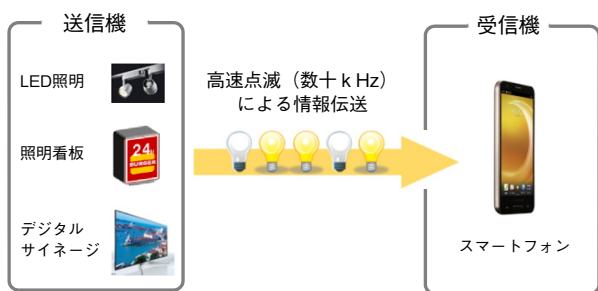 送信機
LED照明
照明看板
24h
BURGER
デジタル
サイネージ
高速点滅（数十ｋHz）
による情報伝送
受信機
スマートフォン